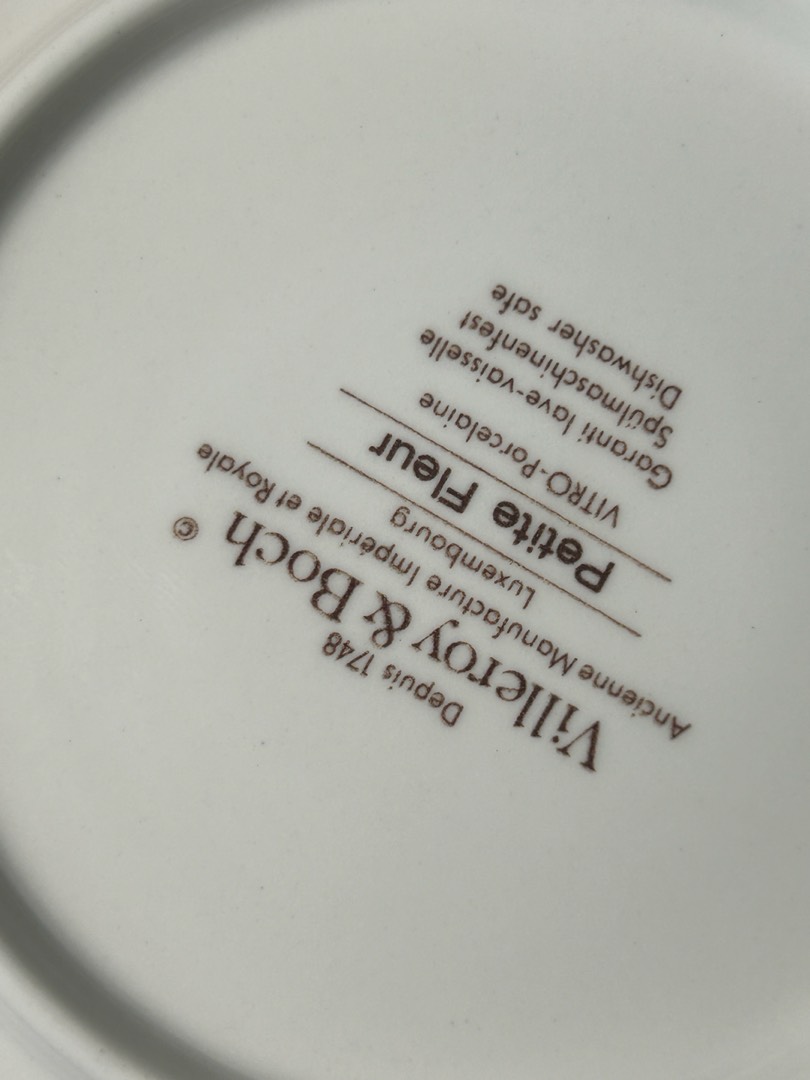 Depuis 1748
Villeroy & Boch ©
Ancienne Manufacture Impériale et Royale
Luxembourg
Petite Fleur
VITRO-Porcelaine
Garanti lave-vaisselle
Spülmaschinenfest
Dishwasher safe